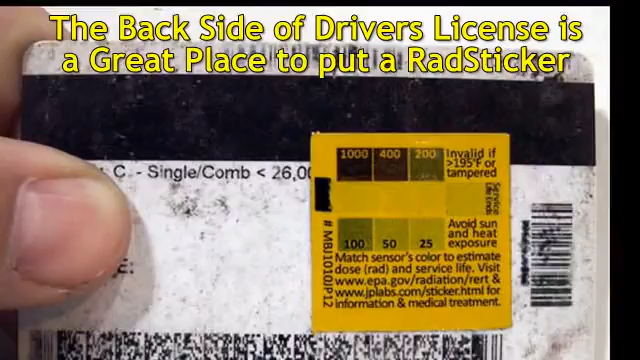 The Back Side of Drivers License is
a Great Place to put a RadSticker
C - Single/Comb < 26,00
1000 400 200
Invalid if
>195°F or
tampered
Service
Life Ends
100 50 25
Avoid sun
and heat
exposure
# MBJ1010JP12
Match sensor's color to estimate
dose (rad) and service life. Visit
www.epa.gov/radiation/rert &
www.jplabs.com/sticker.html for
information & medical treatment.
E: